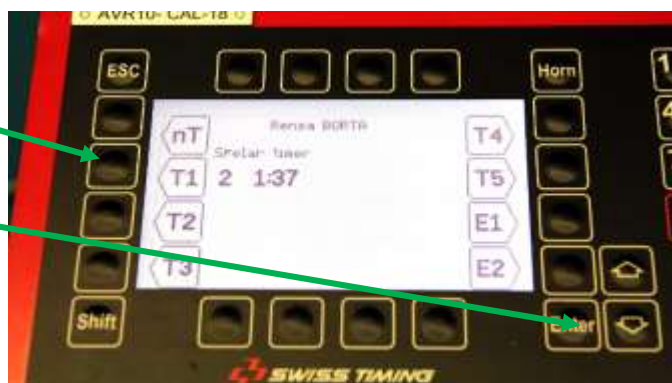 AVR10-CAL-18
ESC
Horn
1
nT
Rensa BORTA
T4
Spelar timer
T1 2 1:37
T5
T2
E1
T3
E2
Shift
Enter
SWISS TIMING